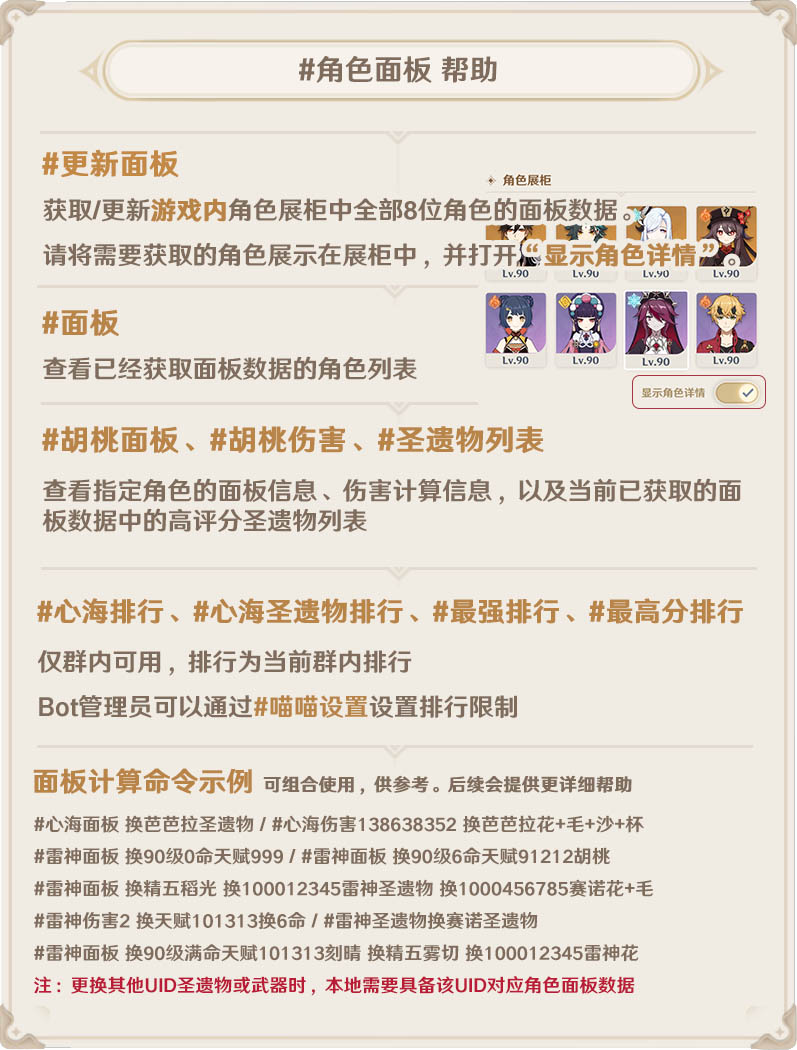 #角色面板 帮助
#更新面板
角色展柜
获取/更新游戏内角色展柜中全部8位角色的面板数据。
请将需要获取的角色展示在展柜中，并打开“显示角色详情”
Lv.90 Lv.90 Lv.90 Lv.90
#面板
查看已经获取面板数据的角色列表
Lv.90 Lv.90 Lv.90 Lv.90
显示角色详情
#胡桃面板、#胡桃伤害、#圣遗物列表
查看指定角色的面板信息、伤害计算信息，以及当前已获取的面
板数据中的高评分圣遗物列表
#心海排行、#心海圣遗物排行、#最强排行、#最高分排行
仅群内可用，排行为当前群内排行
Bot管理员可以通过#喵喵设置设置排行限制
面板计算命令示例 可组合使用，供参考。后续会提供更详细帮助
#心海面板 换芭芭拉圣遗物 / #心海伤害138638352 换芭芭拉花+毛+沙+杯
#雷神面板 换90级0命天赋999 / #雷神面板 换90级6命天赋91212胡桃
#雷神面板 换精五稻光 换100012345雷神圣遗物 换1000456785赛诺花+毛
#雷神伤害2 换天赋101313换6命 / #雷神圣遗物换赛诺圣遗物
#雷神面板 换90级满命天赋101313刻晴 换精五雾切 换100012345雷神花
注：更换其他UID圣遗物或武器时，本地需要具备该UID对应角色面板数据